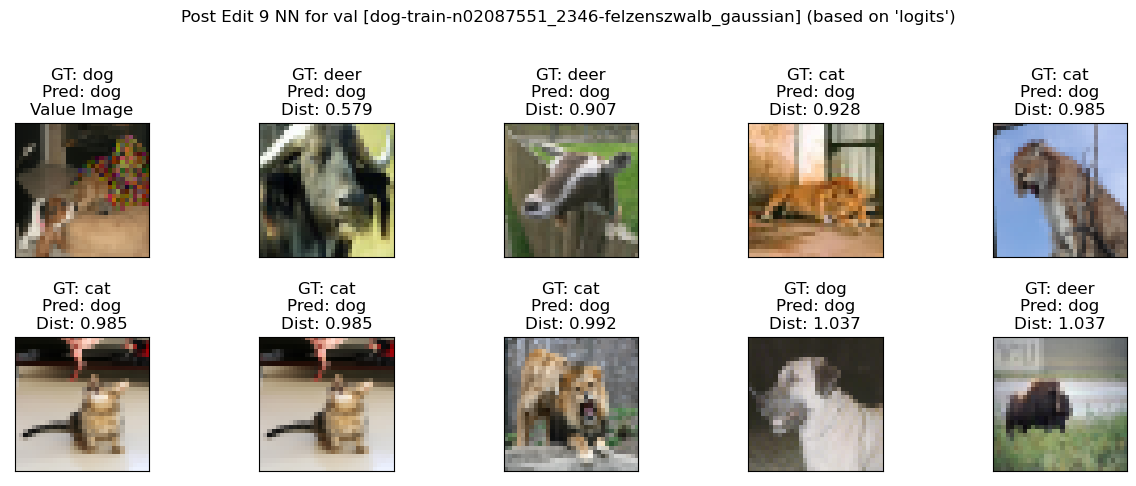 Post Edit 9 NN for val [dog-train-n02087551_2346-felzenszwalb_gaussian] (based on 'logits')
GT: dog
Pred: dog
Value Image
GT: deer
Pred: dog
Dist: 0.579
GT: deer
Pred: dog
Dist: 0.907
GT: cat
Pred: dog
Dist: 0.928
GT: cat
Pred: dog
Dist: 0.985
GT: cat
Pred: dog
Dist: 0.985
GT: cat
Pred: dog
Dist: 0.985
GT: cat
Pred: dog
Dist: 0.992
GT: dog
Pred: dog
Dist: 1.037
GT: deer
Pred: dog
Dist: 1.037